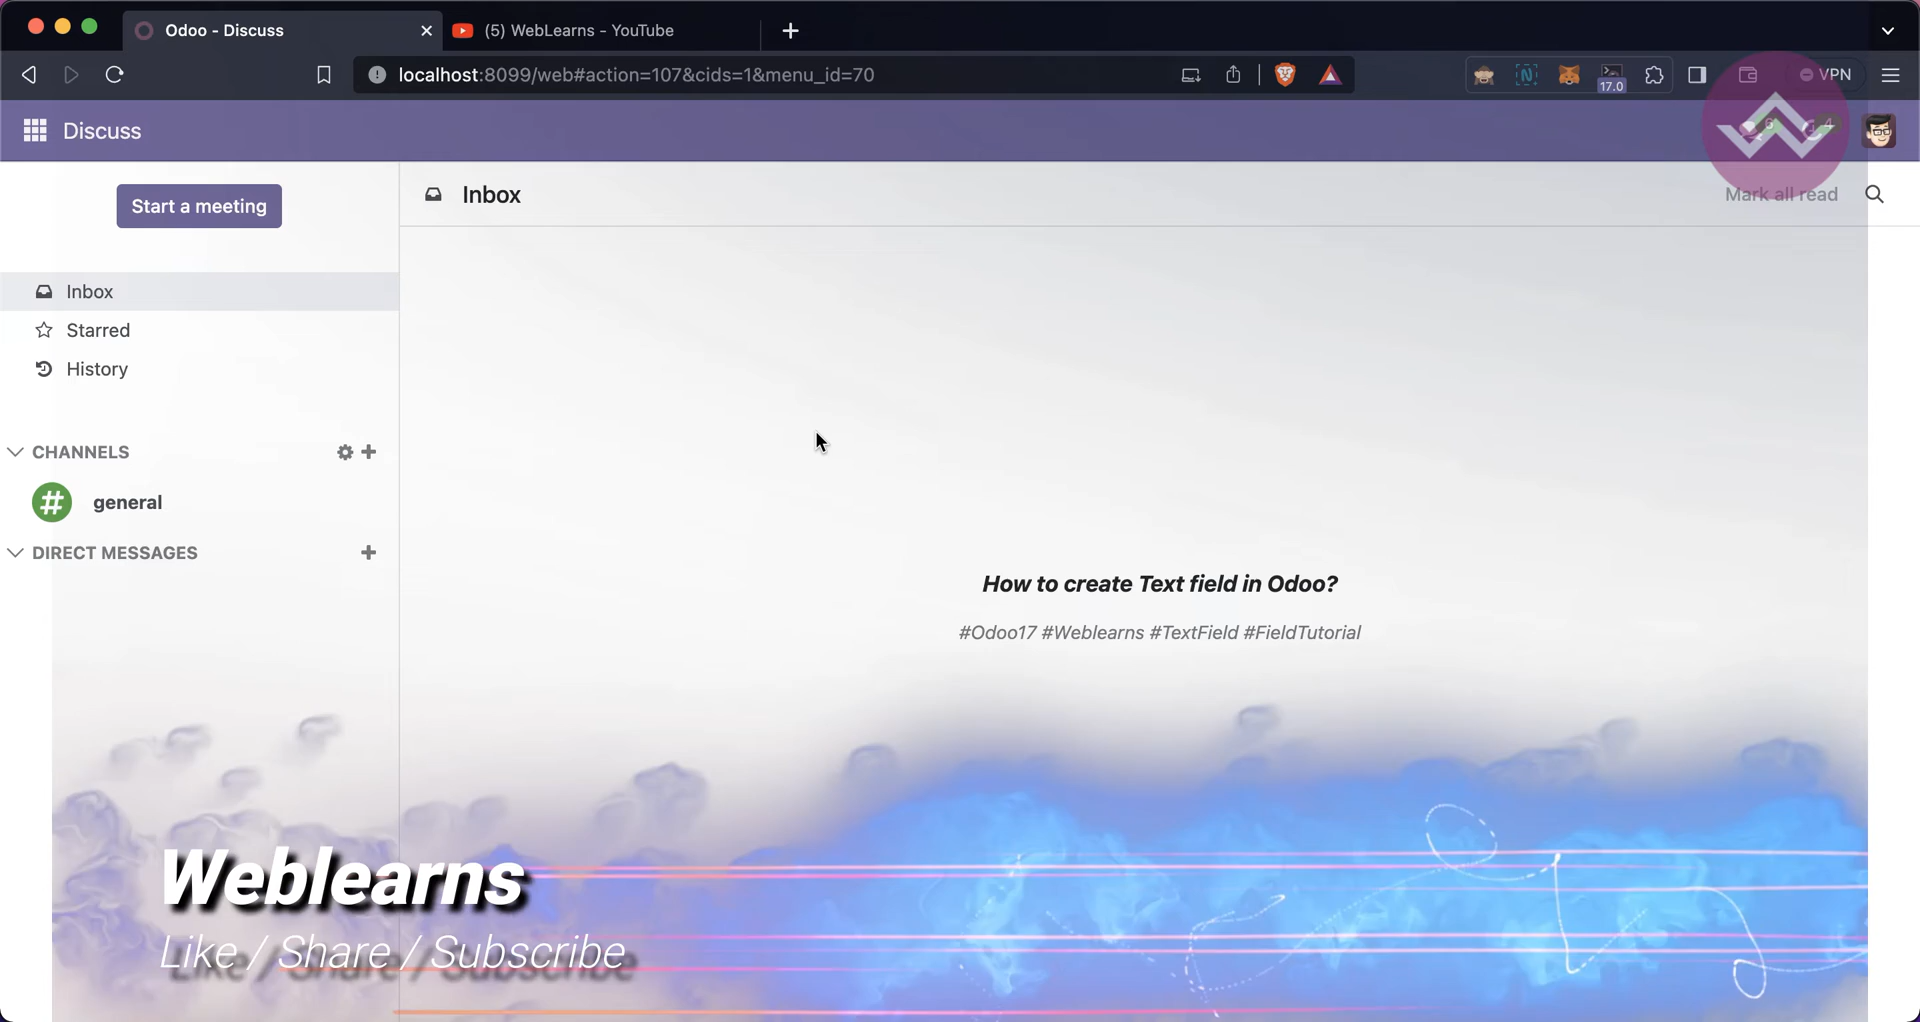 Odoo - Discuss
(5) WebLearns - YouTube
localhost:8099/web#action=107&cids=1&menu_id=70
17.0
VPN
Discuss
6
4
Start a meeting
Inbox
Mark all read
Inbox
Starred
History
CHANNELS
general
DIRECT MESSAGES
How to create Text field in Odoo?
#Odoo17 #Weblearns #TextField #FieldTutorial
Weblearns
Like / Share / Subscribe